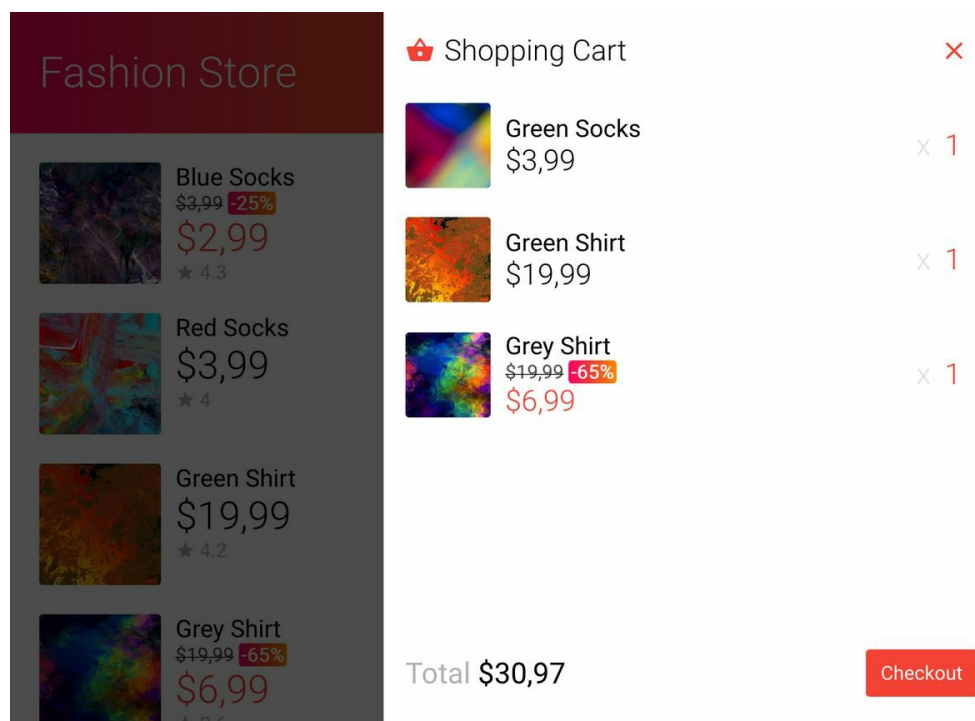 Fashion Store
Blue Socks
$3,99 -25%
$2,99
★ 4.3
Red Socks
$3,99
★ 4
Green Shirt
$19,99
★ 4.2
Grey Shirt
$19,99 -65%
$6,99
Shopping Cart
Green Socks
$3,99
x 1
Green Shirt
$19,99
x 1
Grey Shirt
$19,99 -65%
$6,99
x 1
Total $30,97
Checkout